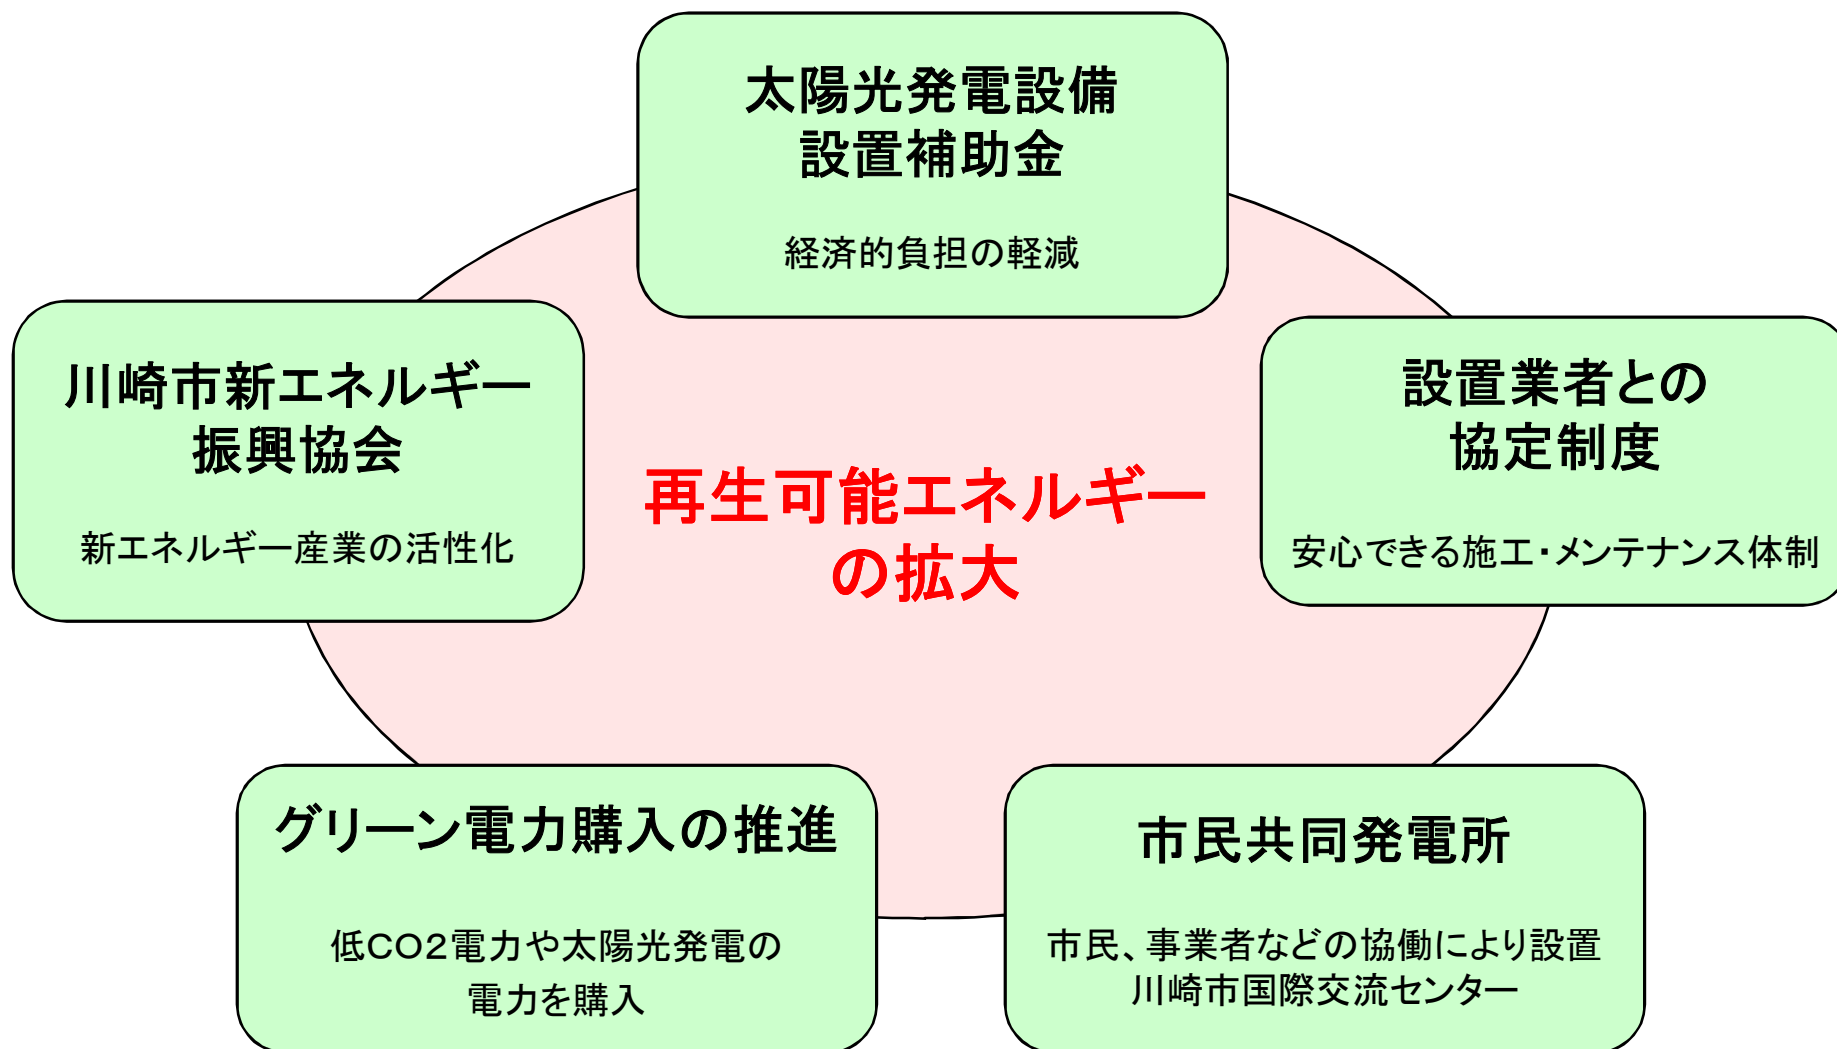 太陽光発電設備
設置補助金
経済的負担の軽減
川崎市新エネルギー
振興協会
新エネルギー産業の活性化
設置業者との
協定制度
安心できる施工・メンテナンス体制
再生可能エネルギー
の拡大
グリーン電力購入の推進
低CO2電力や太陽光発電の
電力を購入
市民共同発電所
市民、事業者などの協働により設置
川崎市国際交流センター